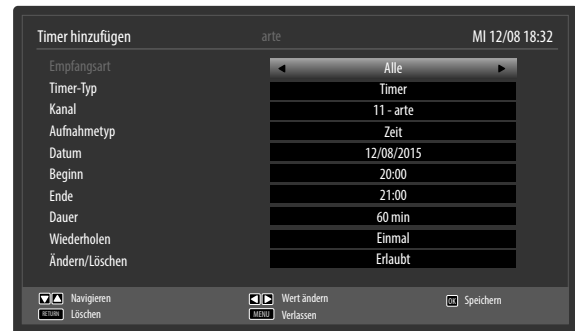 Timer hinzufügen arte MI 12/08 18:32
Empfangsart Alle
Timer-Typ Timer
Kanal 11 - arte
Aufnahmetyp Zeit
Datum 12/08/2015
Beginn 20:00
Ende 21:00
Dauer 60 min
Wiederholen Einmal
Ändern/Löschen Erlaubt
Navigieren Wert ändern OK Speichern
RETURN Löschen MENU Verlassen